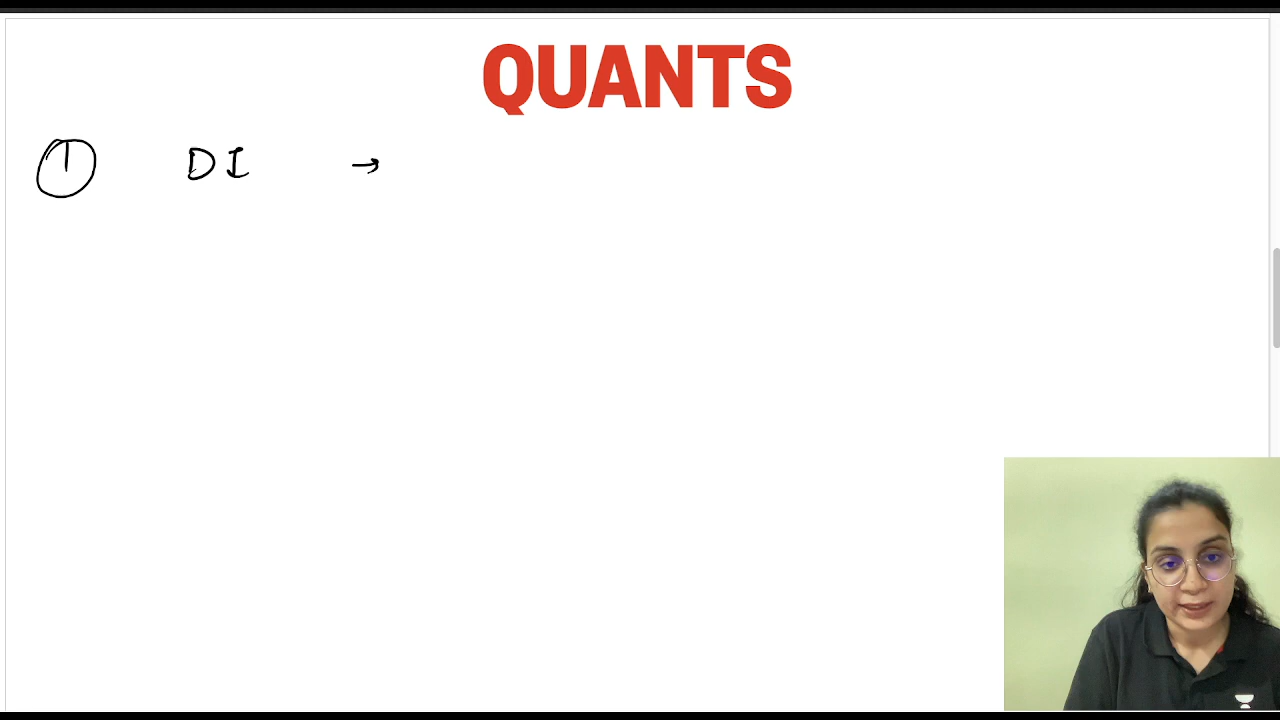 QUANTS
1 DI →